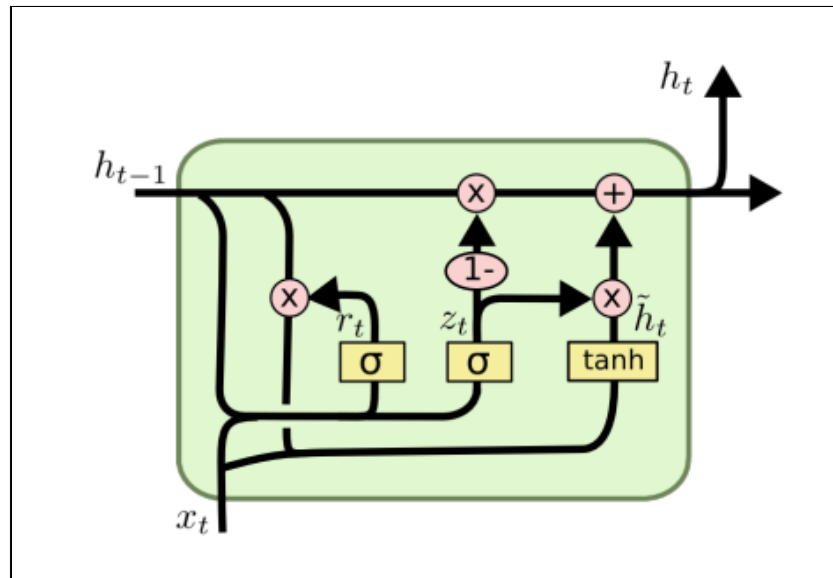 h_t
h_{t-1}
x +
1-
x r_t z_t x h̃_t
σ σ tanh
x_t